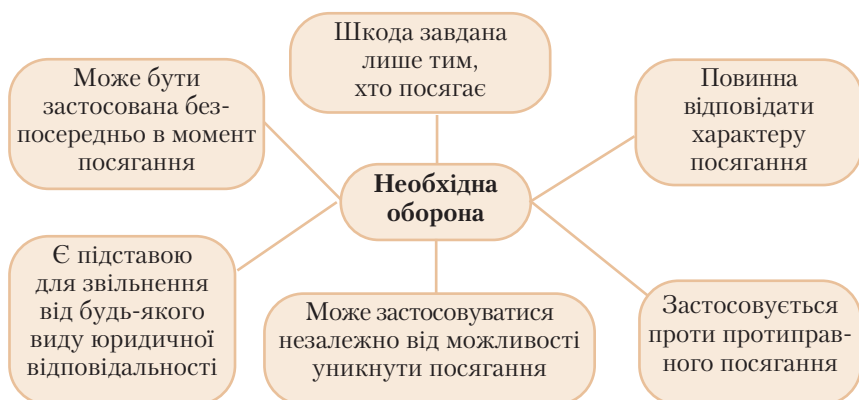 Шкода завдана
лише тим,
хто посягає
Може бути
застосована без-
посередньо в момент
посягання
Повинна
відповідати
характеру
посягання
Необхідна
оборона
Є підставою
для звільнення
від будь-якого
виду юридичної
відповідальності
Може застосовуватися
незалежно від можливості
уникнути посягання
Застосовується
проти протиправ-
ного посягання